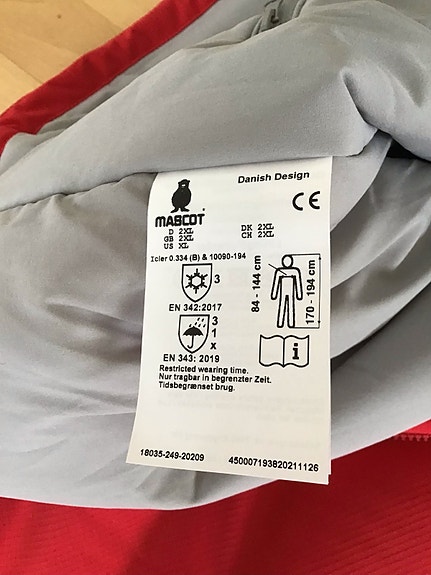 Danish Design
MASCOT
CE
D 2XL DK 2XL
GB 2XL CH 2XL
US XL
Icler 0.334 (B) & 10090-194
3
EN 342:2017
84 - 144 cm
170 - 194 cm
3
1
x
i
EN 343: 2019
Restricted wearing time.
Nur tragbar in begrenzter Zeit.
Tidsbegrænset brug.
18035-249-20209 450007193820211126